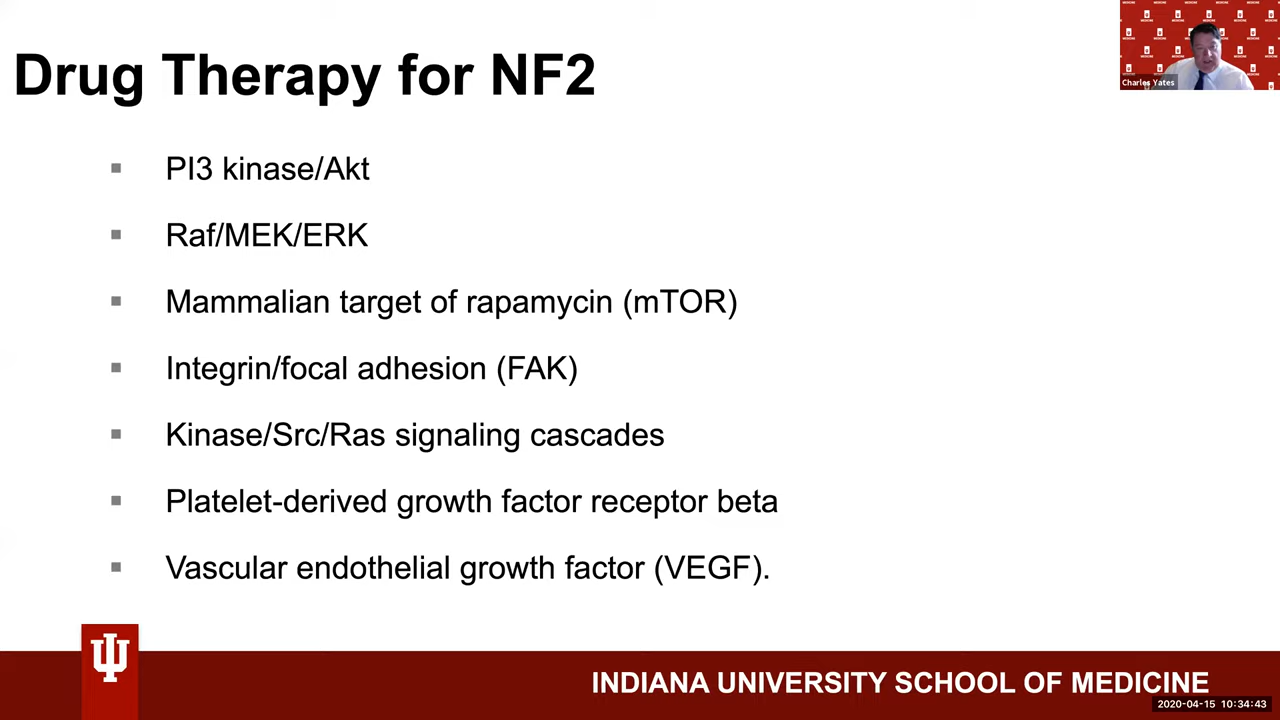 Drug Therapy for NF2
Charles Yates
▪ PI3 kinase/Akt
▪ Raf/MEK/ERK
▪ Mammalian target of rapamycin (mTOR)
▪ Integrin/focal adhesion (FAK)
▪ Kinase/Src/Ras signaling cascades
▪ Platelet-derived growth factor receptor beta
▪ Vascular endothelial growth factor (VEGF).
INDIANA UNIVERSITY SCHOOL OF MEDICINE
2020-04-15 10:34:43